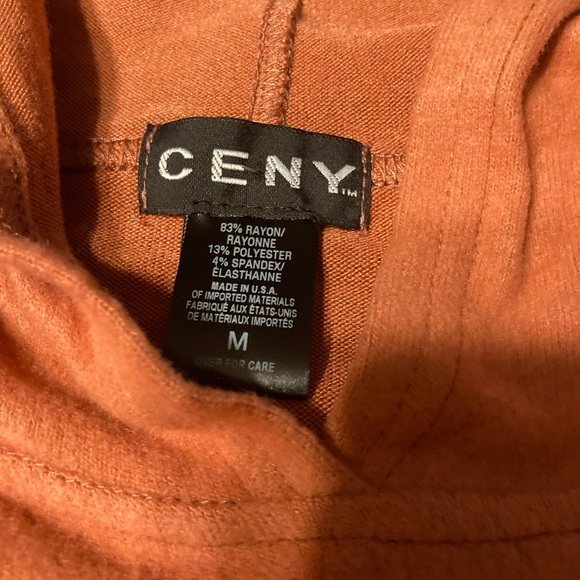 CENY™
83% RAYON/
RAYONNE
13% POLYESTER
4% SPANDEX/
ÉLASTHANNE
MADE IN U.S.A.
OF IMPORTED MATERIALS
FABRIQUÉ AUX ÉTATS-UNIS
DE MATÉRIAUX IMPORTÉS
M
OVER FOR CARE